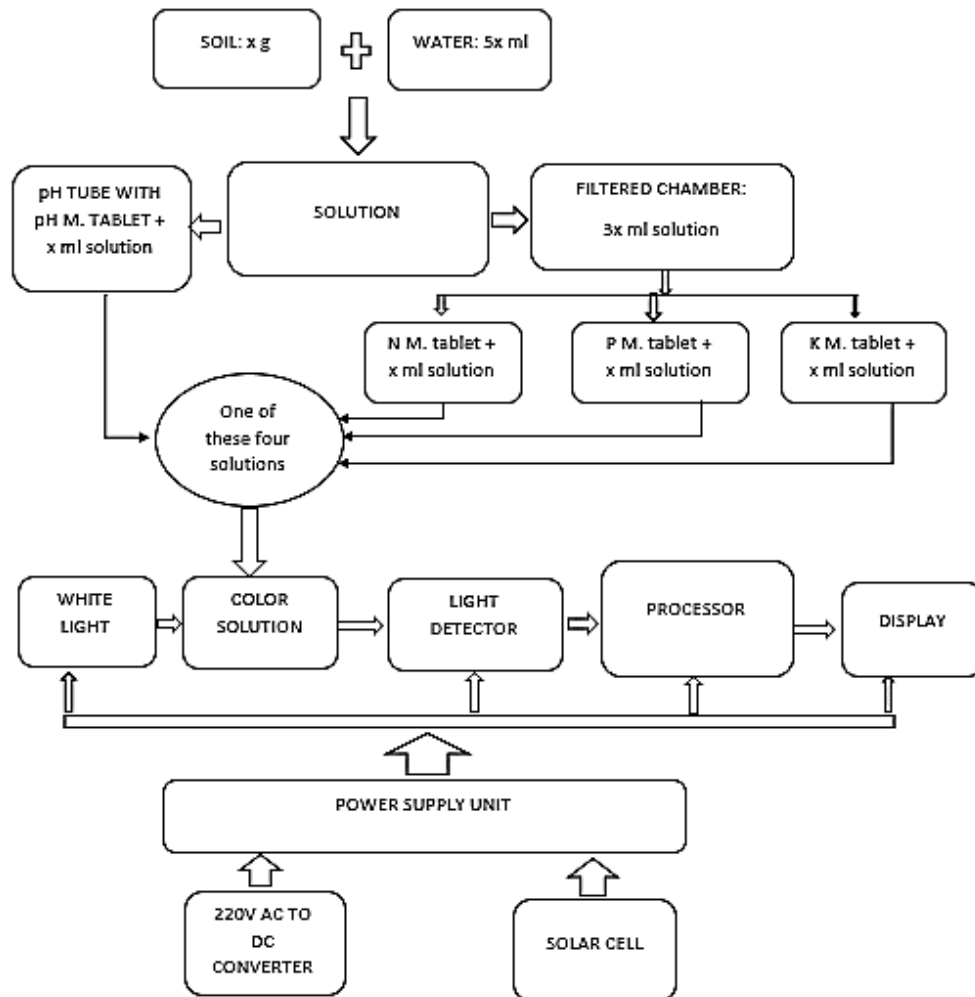 SOIL: x g
WATER: 5x ml
pH TUBE WITH
pH M. TABLET +
x ml solution
SOLUTION
FILTERED CHAMBER:
3x ml solution
N M. tablet +
x ml solution
P M. tablet +
x ml solution
K M. tablet +
x ml solution
One of
these four
solutions
WHITE
LIGHT
COLOR
SOLUTION
LIGHT
DETECTOR
PROCESSOR
DISPLAY
POWER SUPPLY UNIT
220V AC TO
DC
CONVERTER
SOLAR CELL